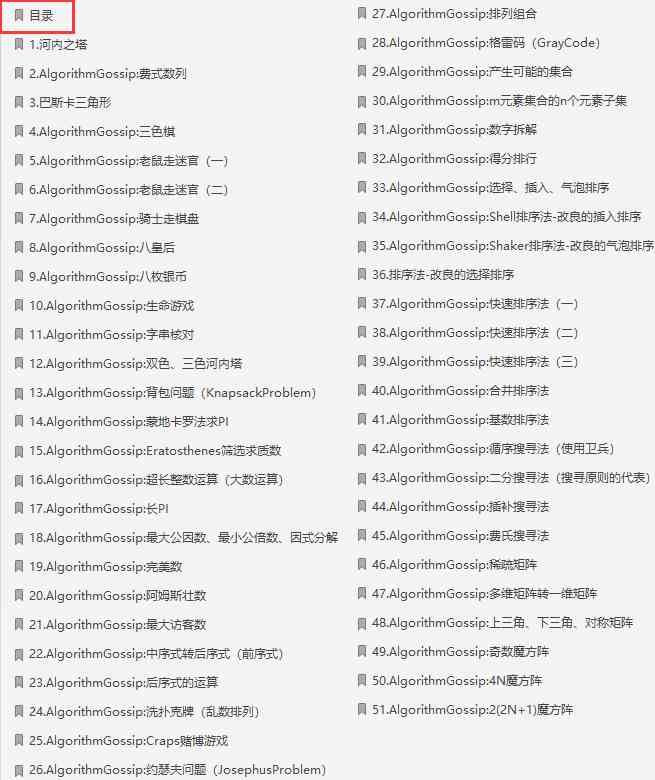 目录
1.河内之塔
2.AlgorithmGossip:费式数列
3.巴斯卡三角形
4.AlgorithmGossip:三色棋
5.AlgorithmGossip:老鼠走迷官（一）
6.AlgorithmGossip:老鼠走迷官（二）
7.AlgorithmGossip:骑士走棋盘
8.AlgorithmGossip:八皇后
9.AlgorithmGossip:八枚银币
10.AlgorithmGossip:生命游戏
11.AlgorithmGossip:字串核对
12.AlgorithmGossip:双色、三色河内塔
13.AlgorithmGossip:背包问题（KnapsackProblem）
14.AlgorithmGossip:蒙地卡罗法求PI
15.AlgorithmGossip:Eratosthenes筛选求质数
16.AlgorithmGossip:超长整数运算（大数运算）
17.AlgorithmGossip:长PI
18.AlgorithmGossip:最大公因数、最小公倍数、因式分解
19.AlgorithmGossip:完美数
20.AlgorithmGossip:阿姆斯壮数
21.AlgorithmGossip:最大访客数
22.AlgorithmGossip:中序式转后序式（前序式）
23.AlgorithmGossip:后序式的运算
24.AlgorithmGossip:洗扑克牌（乱数排列）
25.AlgorithmGossip:Craps赌博游戏
26.AlgorithmGossip:约瑟夫问题（JosephusProblem）
27.AlgorithmGossip:排列组合
28.AlgorithmGossip:格雷码（GrayCode）
29.AlgorithmGossip:产生可能的集合
30.AlgorithmGossip:m元素集合的n个元素子集
31.AlgorithmGossip:数字拆解
32.AlgorithmGossip:得分排行
33.AlgorithmGossip:选择、插入、气泡排序
34.AlgorithmGossip:Shell排序法-改良的插入排序
35.AlgorithmGossip:Shaker排序法-改良的气泡排序
36.排序法-改良的选择排序
37.AlgorithmGossip:快速排序法（一）
38.AlgorithmGossip:快速排序法（二）
39.AlgorithmGossip:快速排序法（三）
40.AlgorithmGossip:合并排序法
41.AlgorithmGossip:基数排序法
42.AlgorithmGossip:循序搜寻法（使用卫兵）
43.AlgorithmGossip:二分搜寻法（搜寻原则的代表）
44.AlgorithmGossip:插补搜寻法
45.AlgorithmGossip:费氏搜寻法
46.AlgorithmGossip:稀疏矩阵
47.AlgorithmGossip:多维矩阵转一维矩阵
48.AlgorithmGossip:上三角、下三角、对称矩阵
49.AlgorithmGossip:奇数魔方阵
50.AlgorithmGossip:4N魔方阵
51.AlgorithmGossip:2(2N+1)魔方阵